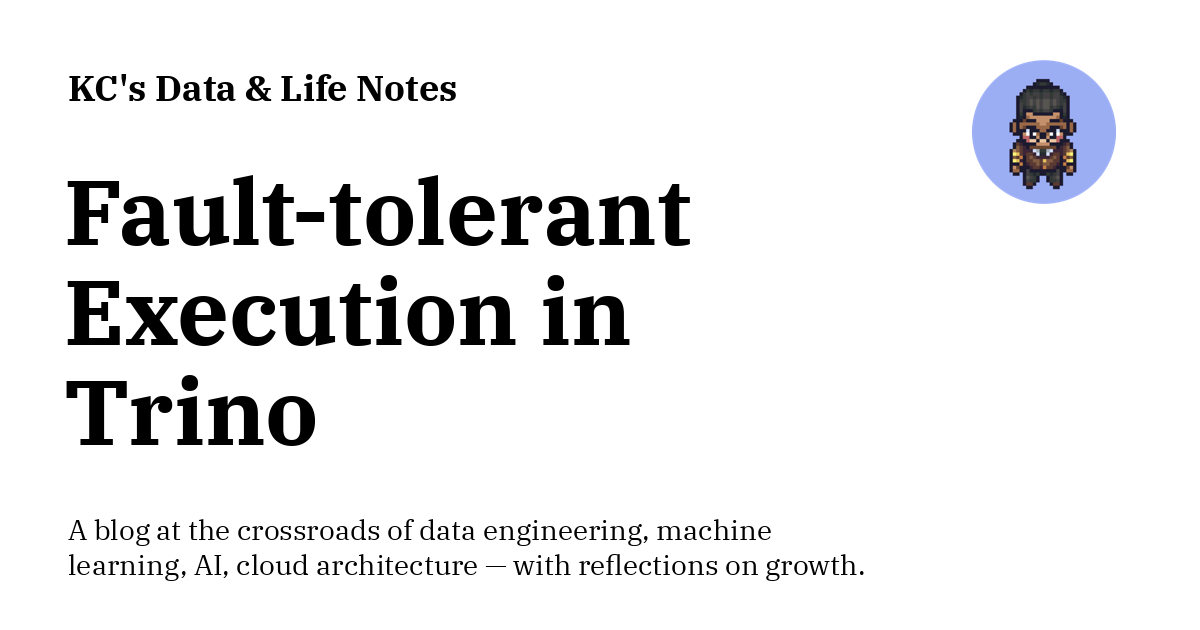 KC's Data & Life Notes
Fault-tolerant
Execution in
Trino
A blog at the crossroads of data engineering, machine
learning, AI, cloud architecture — with reflections on growth.